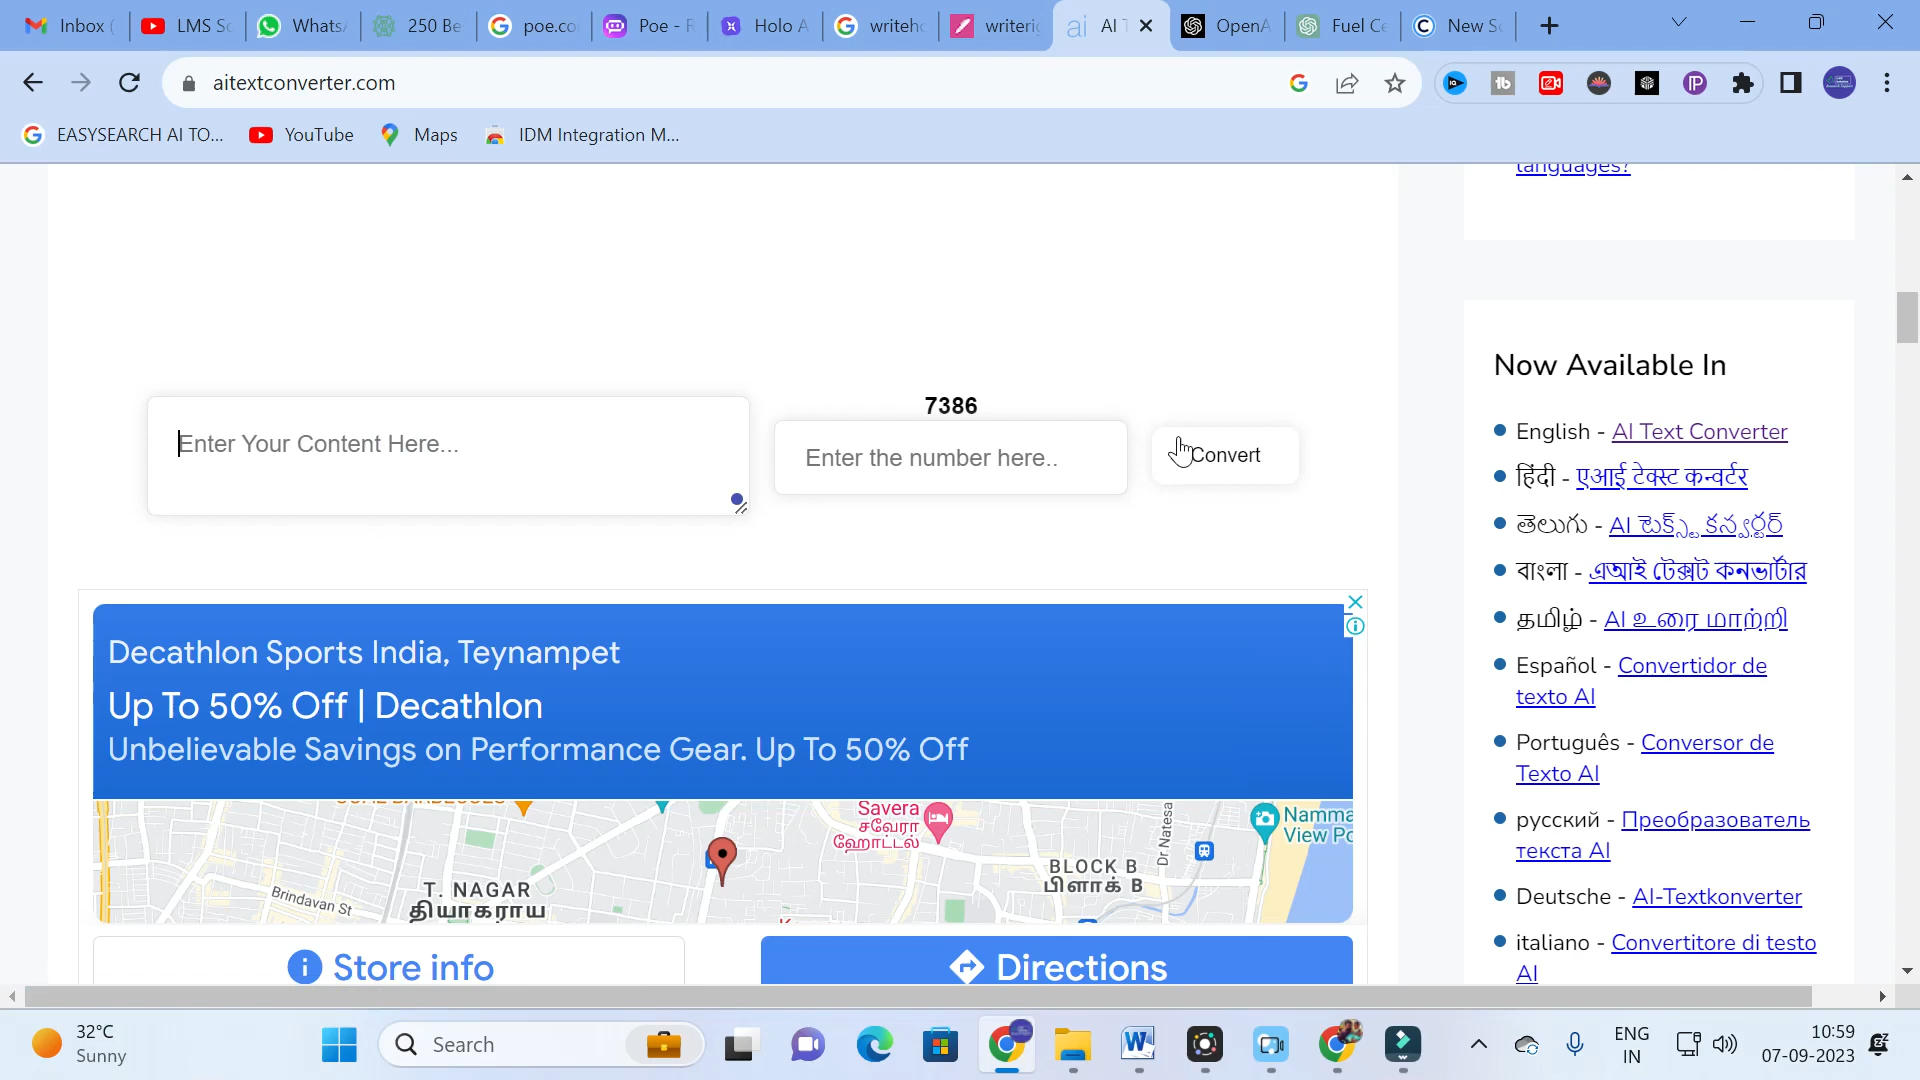 Inbox (
LMS Sc
WhatsA
250 Be
poe.co
Poe - F
Holo A
writeho
writerig
AI T
OpenA
Fuel Ce
New So
aitextconverter.com
EASYSEARCH AI TO...
YouTube
Maps
IDM Integration M...
languages?
7386
Enter Your Content Here...
Enter the number here..
Convert
Now Available In
English - AI Text Converter
हिंदी - एआई टेक्स्ट कन्वर्टर
తెలుగు - AI టెక్స్ట్ కన్వర్టర్
বাংলা - এআই টেক্সট কনভার্টার
தமிழ் - AI உரை மாற்றி
Español - Convertidor de
texto AI
Português - Conversor de
Texto AI
русский - Преобразователь
текста AI
Deutsche - AI-Textkonverter
italiano - Convertitore di testo
AI
Decathlon Sports India, Teynampet
Up To 50% Off | Decathlon
Unbelievable Savings on Performance Gear. Up To 50% Off
Savera
சவேரா
ஹோட்டல்
Dr Natesa
Namma
View Po
BLOCK B
பிளாக் B
T. NAGAR
தியாகராய
Brindavan St
Store info
Directions
32°C
Sunny
Search
ENG
IN
10:59
07-09-2023